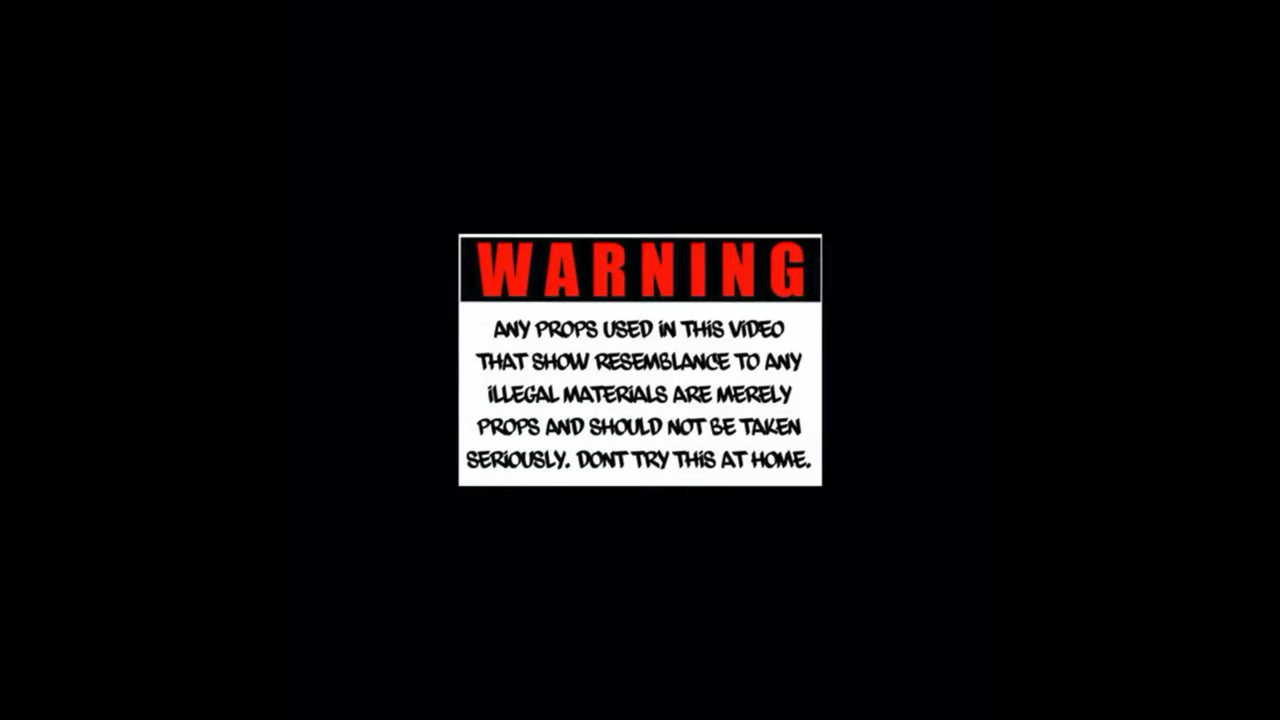 WARNING
ANY PROPS USED iN THiS ViDEO
THAT SHOW RESEMBLANCE TO ANY
iLLEGAL MATERiALS ARE MERELY
PROPS AND SHOULD NOT BE TAKEN
SERiOUSLY. DONT TRY THiS AT HOME.